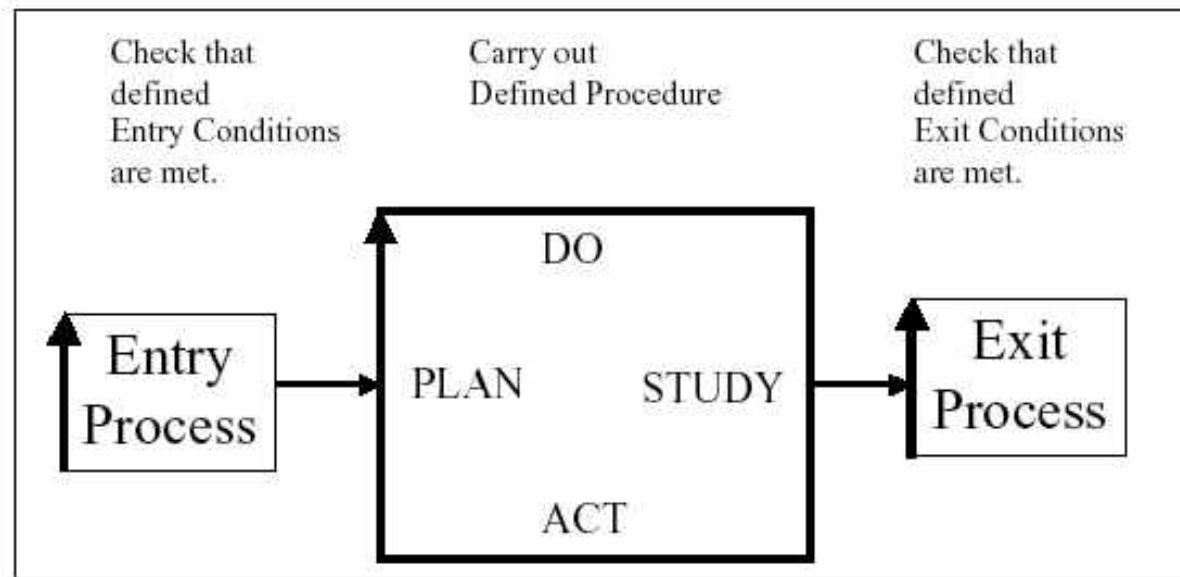 Check that
defined
Entry Conditions
are met.
Carry out
Defined Procedure
Check that
defined
Exit Conditions
are met.
DO
Entry
Process
PLAN
STUDY
Exit
Process
ACT